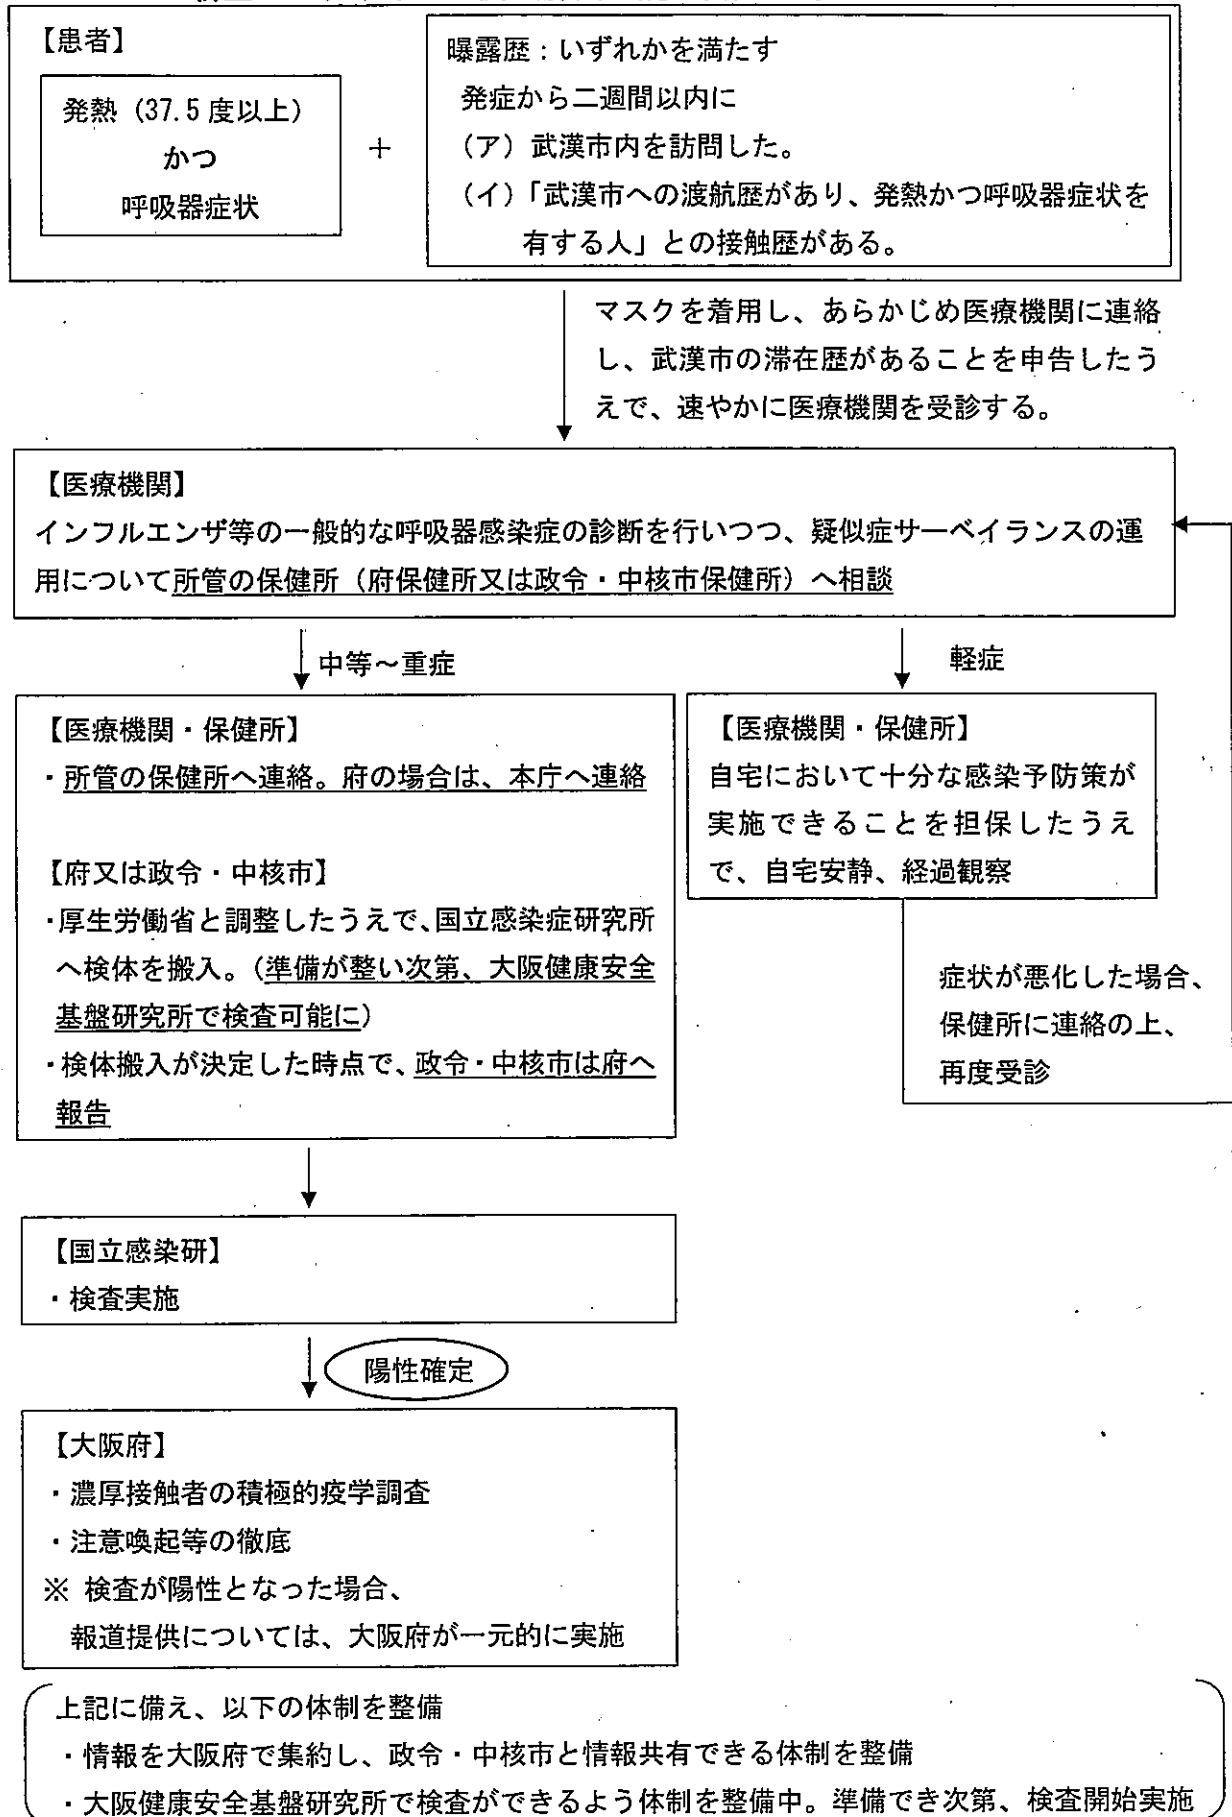 【患者】
発熱（37.5度以上）
かつ
呼吸器症状
＋
曝露歴：いずれかを満たす
発症から二週間以内に
（ア）武漢市内を訪問した。
（イ）「武漢市への渡航歴があり、発熱かつ呼吸器症状を
有する人」との接触歴がある。
マスクを着用し、あらかじめ医療機関に連絡
し、武漢市の滞在歴があることを申告したう
えで、速やかに医療機関を受診する。
【医療機関】
インフルエンザ等の一般的な呼吸器感染症の診断を行いつつ、疑似症サーベイランスの運
用について所管の保健所（府保健所又は政令・中核市保健所）へ相談
中等～重症
軽症
【医療機関・保健所】
・所管の保健所へ連絡。府の場合は、本庁へ連絡
【府又は政令・中核市】
・厚生労働省と調整したうえで、国立感染症研究所
へ検体を搬入。（準備が整い次第、大阪健康安全
基盤研究所で検査可能に）
・検体搬入が決定した時点で、政令・中核市は府へ
報告
【医療機関・保健所】
自宅において十分な感染予防策が
実施できることを担保したうえ
で、自宅安静、経過観察
症状が悪化した場合、
保健所に連絡の上、
再度受診
【国立感染研】
・検査実施
陽性確定
【大阪府】
・濃厚接触者の積極的疫学調査
・注意喚起等の徹底
※ 検査が陽性となった場合、
報道提供については、大阪府が一元的に実施
上記に備え、以下の体制を整備
・情報を大阪府で集約し、政令・中核市と情報共有できる体制を整備
・大阪健康安全基盤研究所で検査ができるよう体制を整備中。準備でき次第、検査開始実施